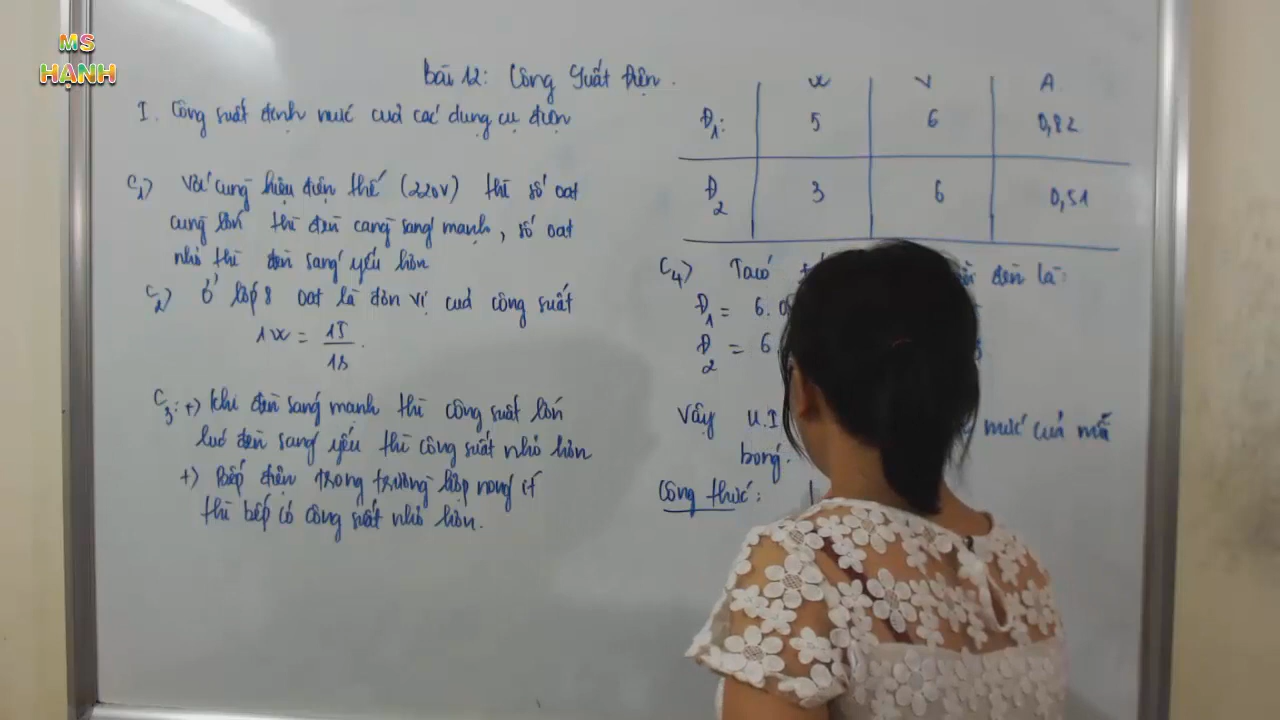 MS
HẠNH
Bài 12: Công Suất Điện.
I. Công suất định mức của các dụng cụ điện
C1) Với cùng hiệu điện thế (220V) thì số oat
cung lớn thì đèn càng sáng mạnh, số oat
nhỏ thì đèn sáng yếu hơn
C2) Ở lớp 8 oat là đơn vị của công suất
1W = 1J/1s.
C3: +) Khi đèn sáng mạnh thì công suất lớn
lúc đèn sáng yếu thì công suất nhỏ hơn
+) Bếp điện trong trường hợp nóng ít
thì bếp có công suất nhỏ hơn.
W V A.
Đ1: 5 6 0,82
Đ2 3 6 0,51
C4) Ta có đèn là:
Đ1 = 6.0
Đ2 = 6
Vậy U.I mức của mỗi
bóng.
Công thức: